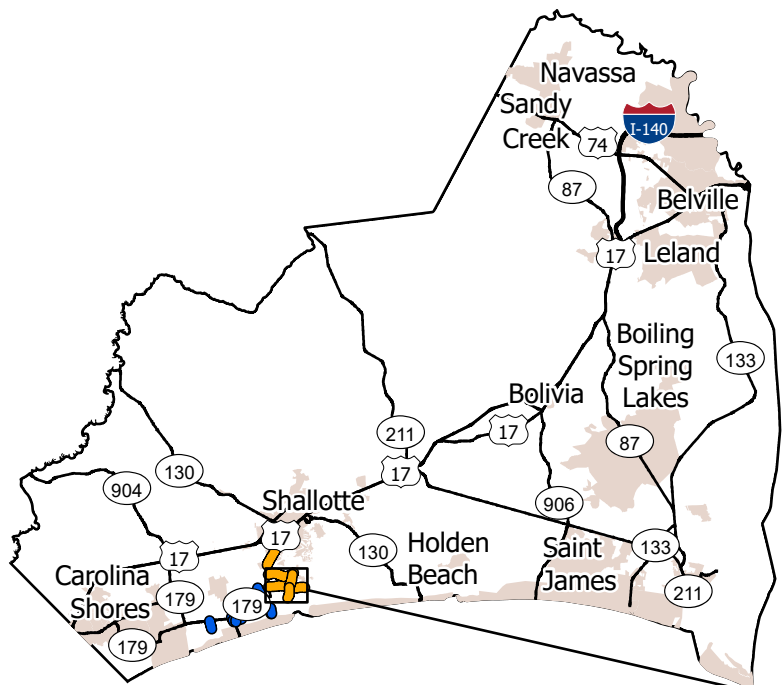 Navassa
Sandy
Creek
I-140
74
87
Belville
17
Leland
Boiling
Spring
Lakes
133
Bolivia
17
211
17
87
130
904
Shallotte
906
17
130
Holden
Beach
Saint
James
133
17
Carolina
Shores
179
179
211
179